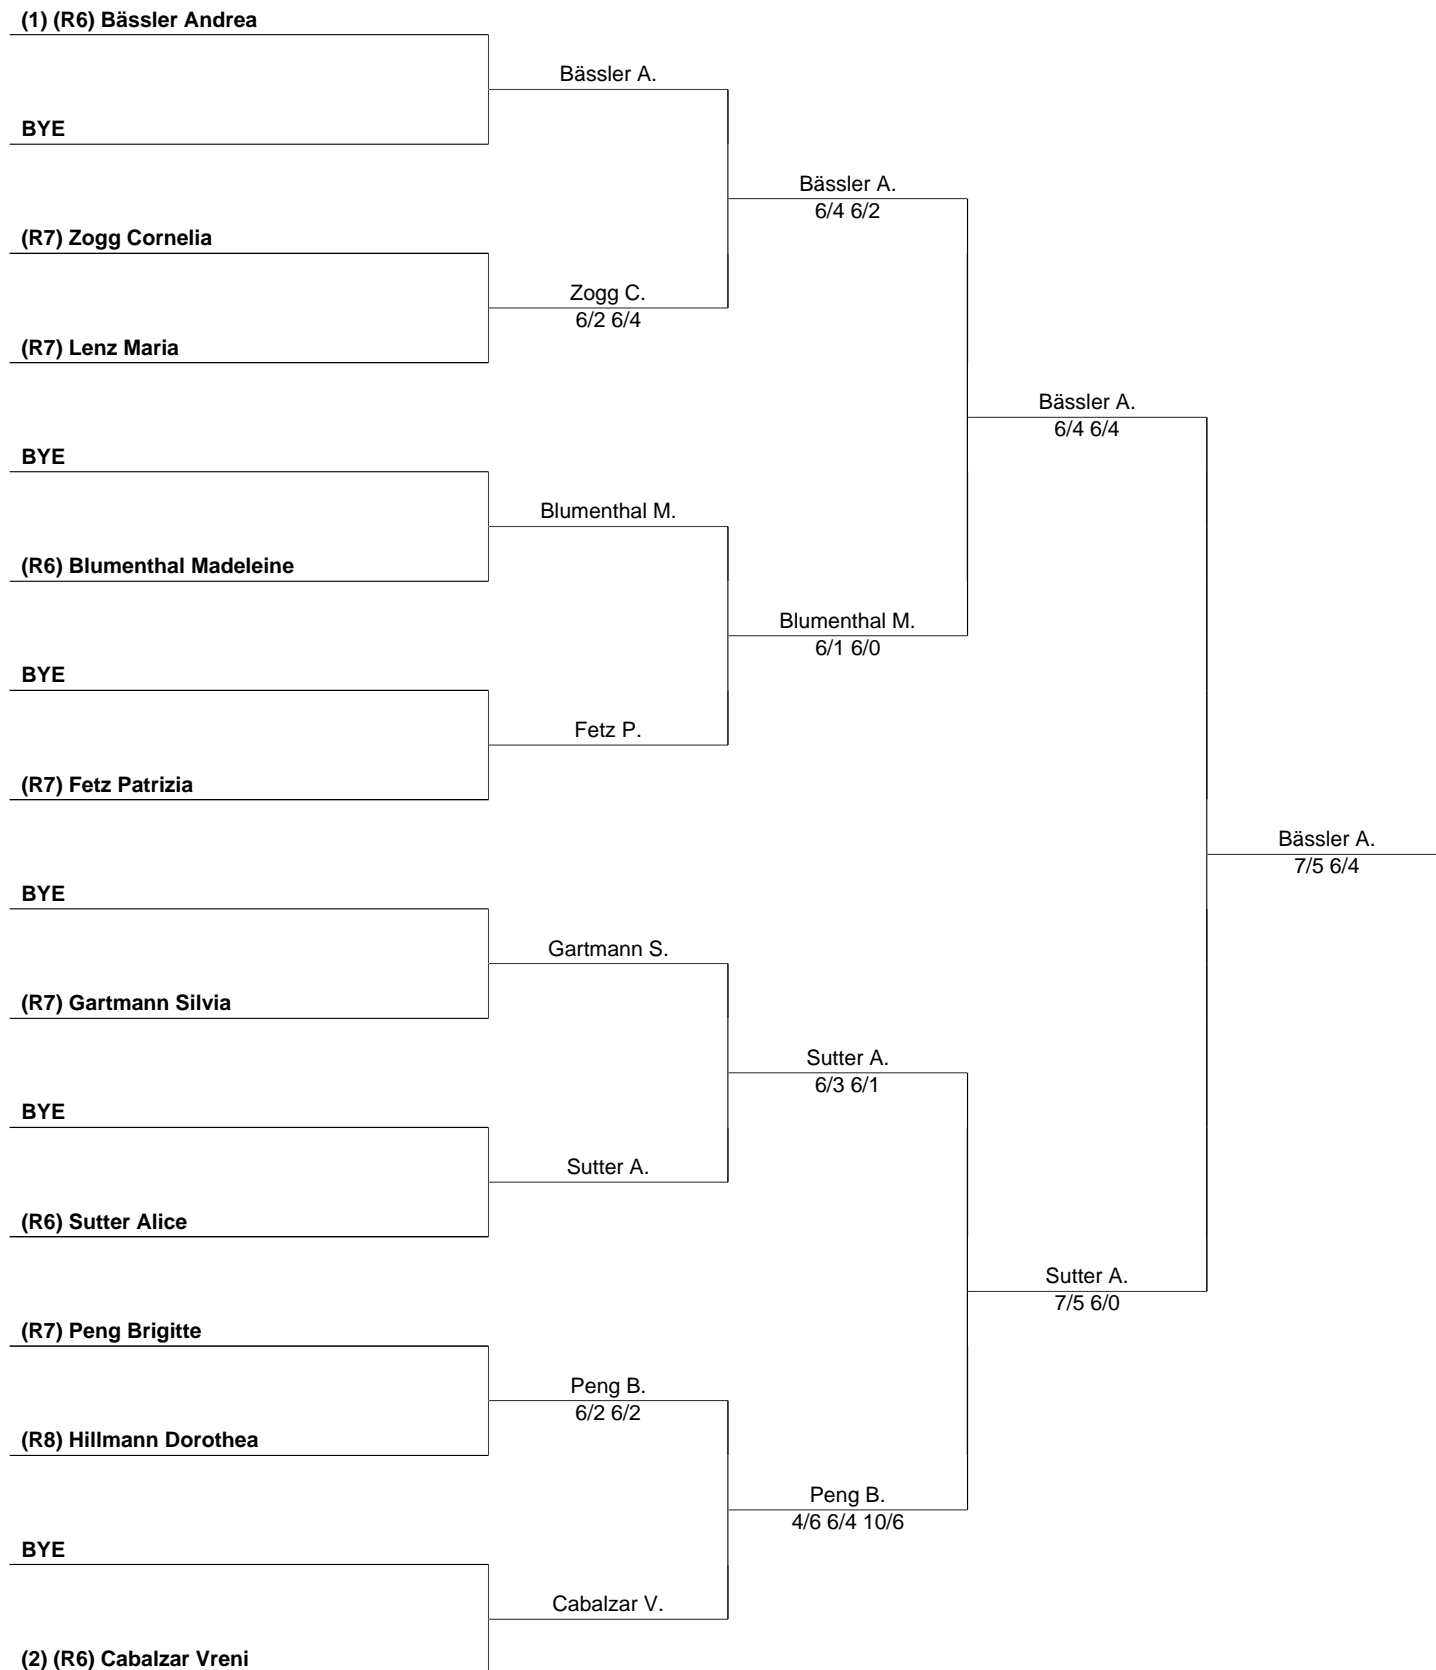 (1) (R6) Bässler Andrea
Bässler A.
BYE
Bässler A.
6/4 6/2
(R7) Zogg Cornelia
Zogg C.
6/2 6/4
(R7) Lenz Maria
Bässler A.
6/4 6/4
BYE
Blumenthal M.
(R6) Blumenthal Madeleine
Blumenthal M.
6/1 6/0
BYE
Fetz P.
(R7) Fetz Patrizia
Bässler A.
7/5 6/4
BYE
Gartmann S.
(R7) Gartmann Silvia
Sutter A.
6/3 6/1
BYE
Sutter A.
(R6) Sutter Alice
Sutter A.
7/5 6/0
(R7) Peng Brigitte
Peng B.
6/2 6/2
(R8) Hillmann Dorothea
Peng B.
4/6 6/4 10/6
BYE
Cabalzar V.
(2) (R6) Cabalzar Vreni